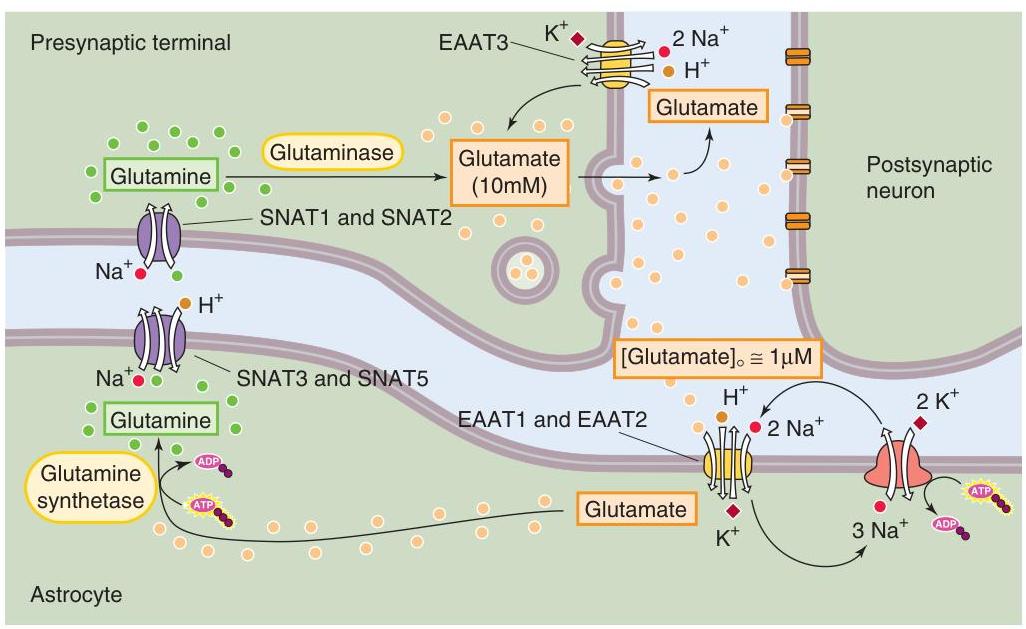 Presynaptic terminal
EAAT3
K+
2 Na+
H+
Glutamate
Glutaminase
Glutamine
Glutamate
(10mM)
Postsynaptic
neuron
SNAT1 and SNAT2
Na+
H+
[Glutamate]o ≅ 1µM
Na+
SNAT3 and SNAT5
H+
2 K+
Glutamine
EAAT1 and EAAT2
2 Na+
Glutamine
synthetase
ADP
ATP
Glutamate
K+
3 Na+
ATP
ADP
Astrocyte